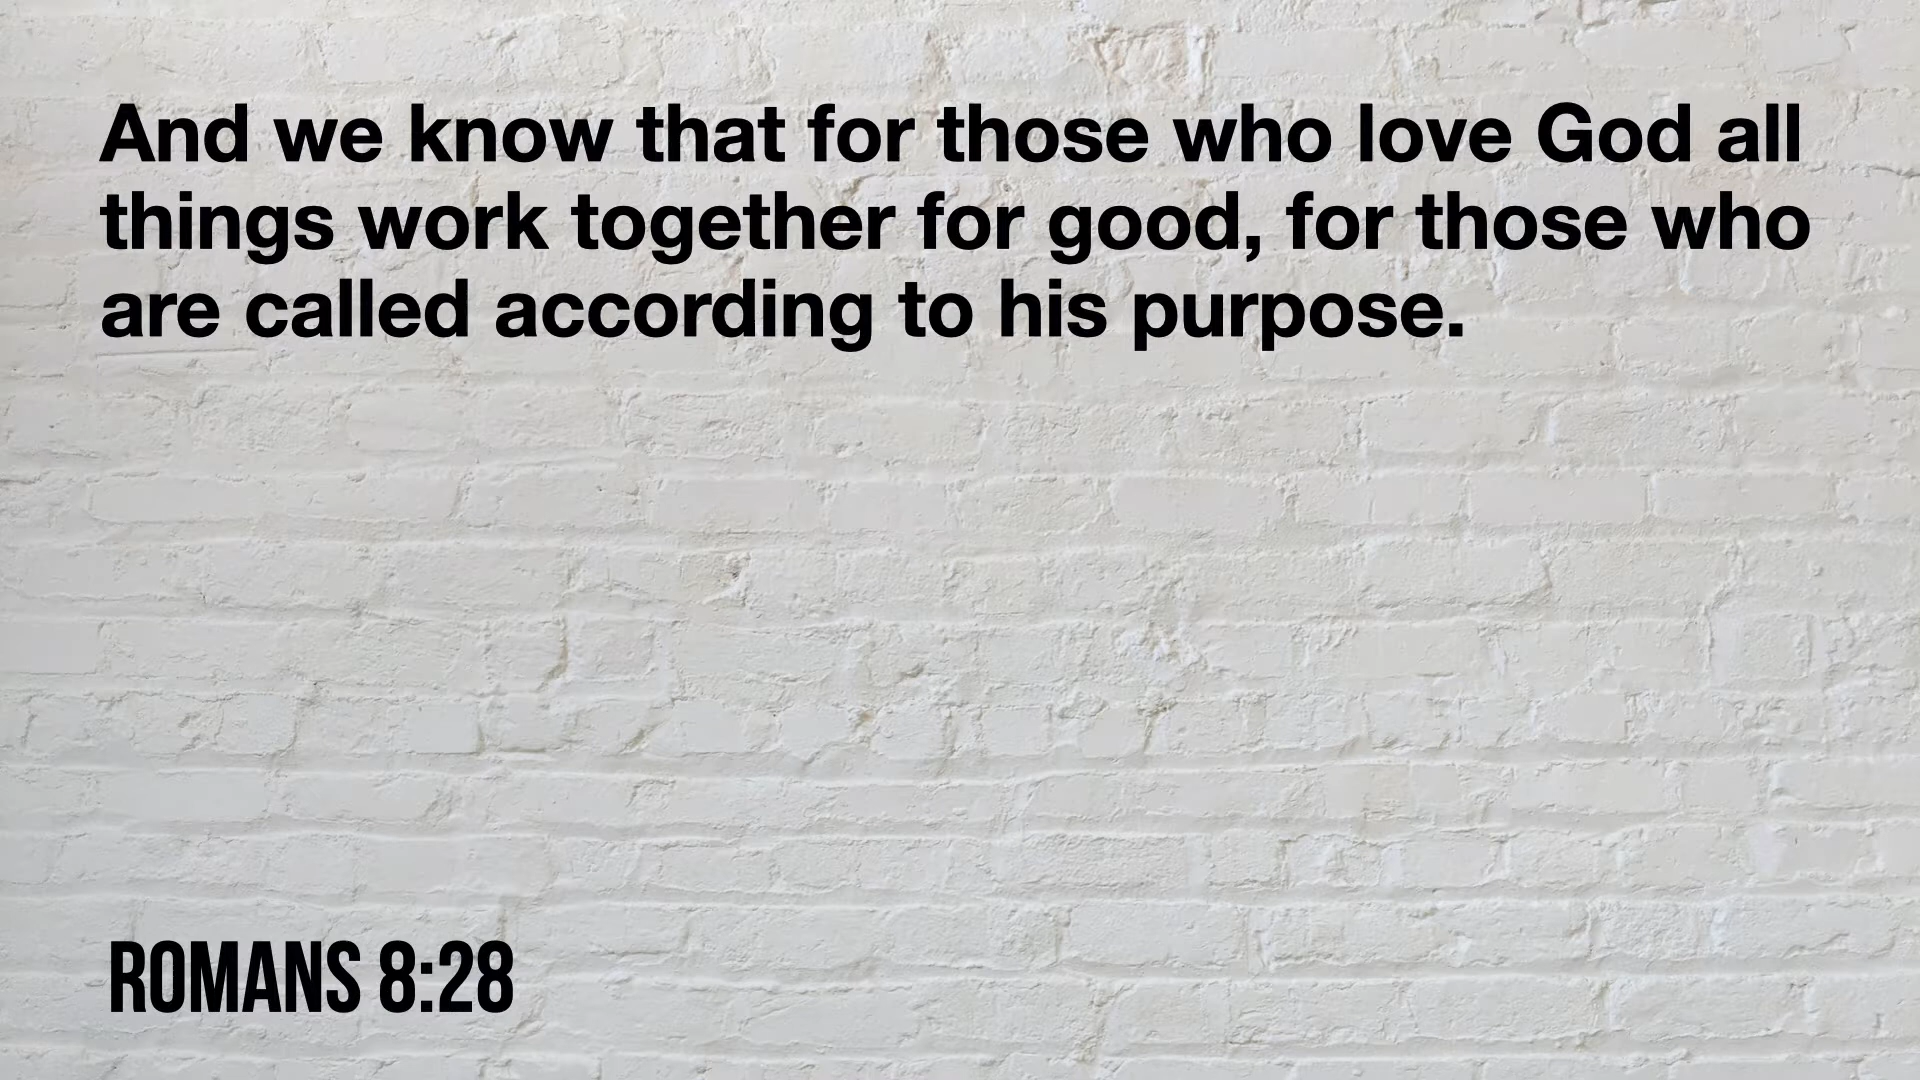 And we know that for those who love God all
things work together for good, for those who
are called according to his purpose.
ROMANS 8:28